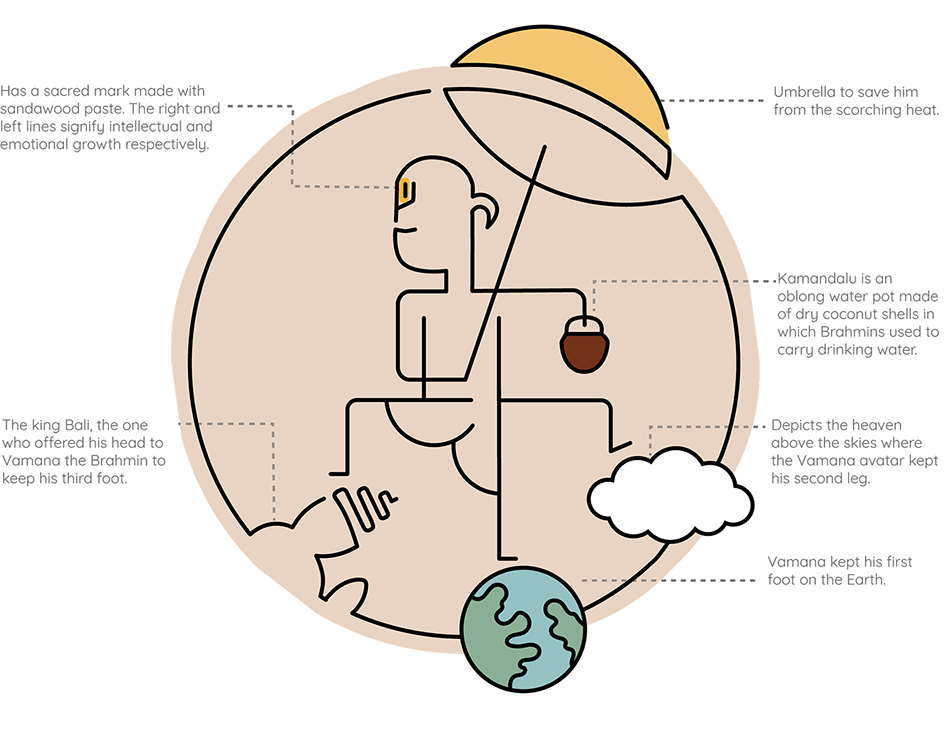 Has a sacred mark made with
sandawood paste. The right and
left lines signify intellectual and
emotional growth respectively.
Umbrella to save him
from the scorching heat.
Kamandalu is an
oblong water pot made
of dry coconut shells in
which Brahmins used to
carry drinking water.
The king Bali, the one
who offered his head to
Vamana the Brahmin to
keep his third foot.
Depicts the heaven
above the skies where
the Vamana avatar kept
his second leg.
Vamana kept his first
foot on the Earth.